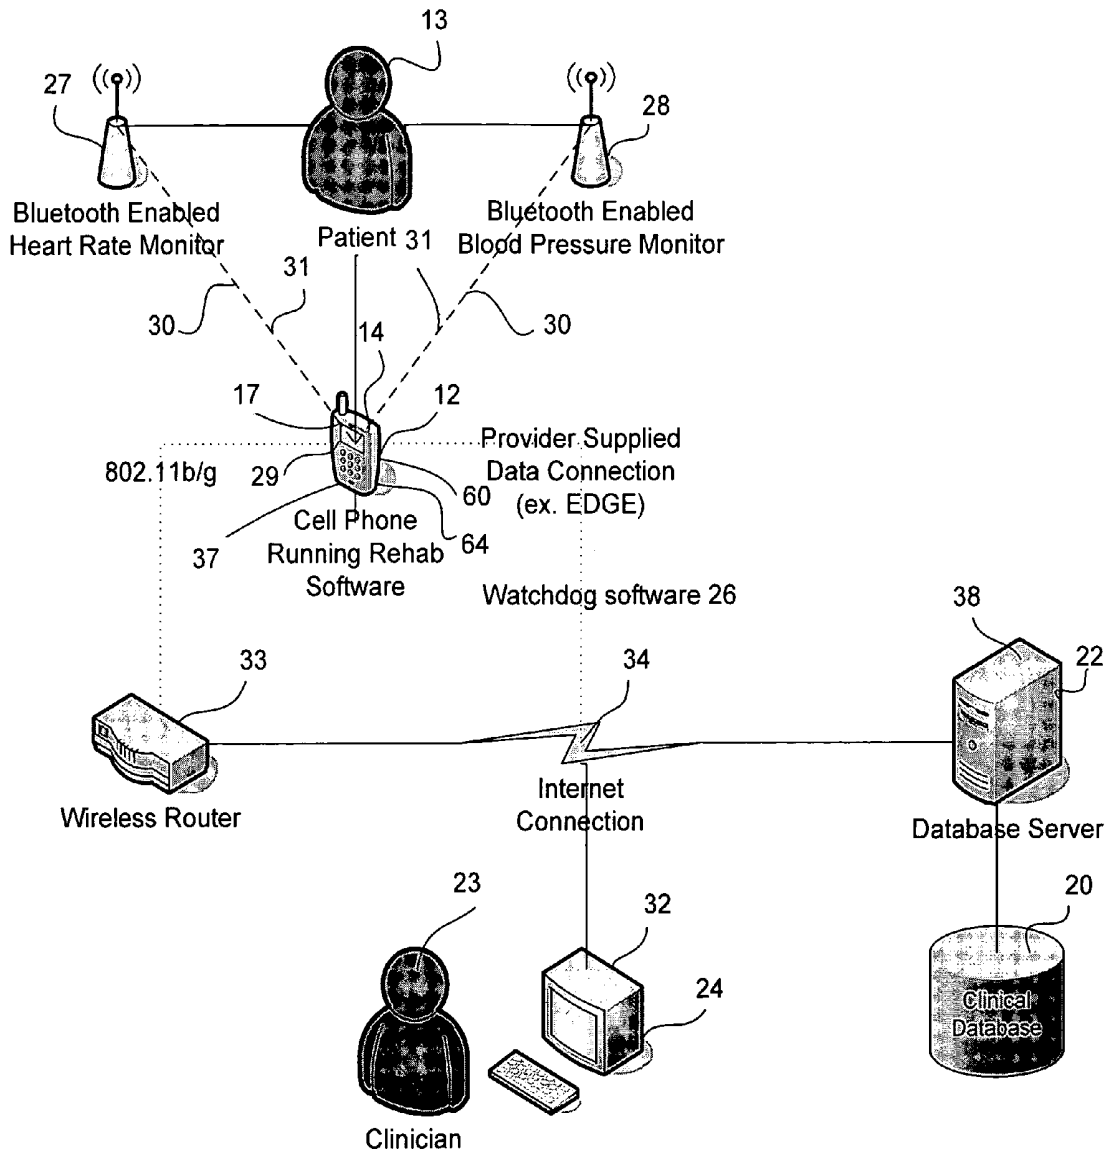 13
27
28
Bluetooth Enabled
Heart Rate Monitor
Patient
31
Bluetooth Enabled
Blood Pressure Monitor
31
30
30
14
17
12
802.11b/g
29
60
Provider Supplied
Data Connection
(ex. EDGE)
37
64
Cell Phone
Running Rehab
Software
Watchdog software 26
38
22
33
34
Wireless Router
Internet
Connection
Database Server
23
32
20
24
Clinical
Database
Clinician